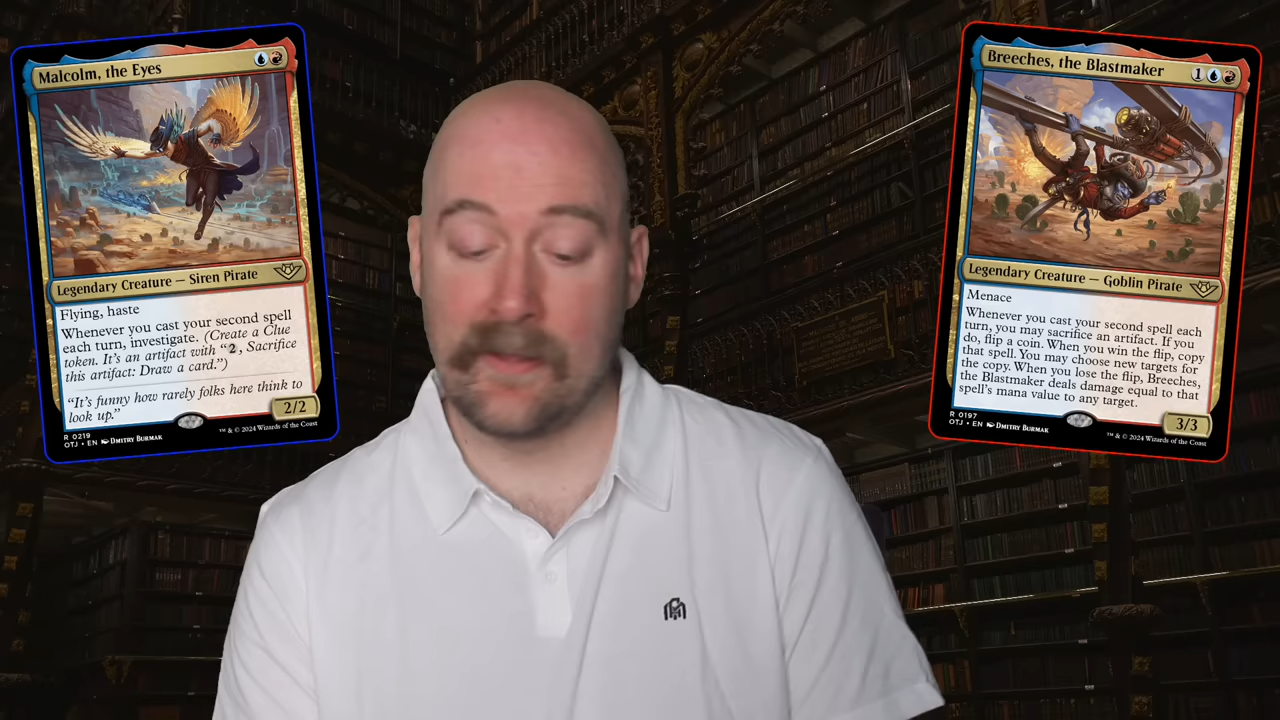 Malcolm, the Eyes
Legendary Creature — Siren Pirate
Flying, haste
Whenever you cast your second spell
each turn, investigate. (Create a Clue
token. It's an artifact with “2, Sacrifice
this artifact: Draw a card.”)
“It's funny how rarely folks here think to
look up.”
2/2
R 0219
OTJ • EN DMITRY BURMAK
™ & © 2024 Wizards of the Coast
Breeches, the Blastmaker
1
Legendary Creature — Goblin Pirate
Menace
Whenever you cast your second spell each
turn, you may sacrifice an artifact. If you
do, flip a coin. When you win the flip, copy
that spell. You may choose new targets for
the copy. When you lose the flip, Breeches,
the Blastmaker deals damage equal to that
spell's mana value to any target.
3/3
R 0197
OTJ • EN DMITRY BURMAK
™ & © 2024 Wizards of the Coast